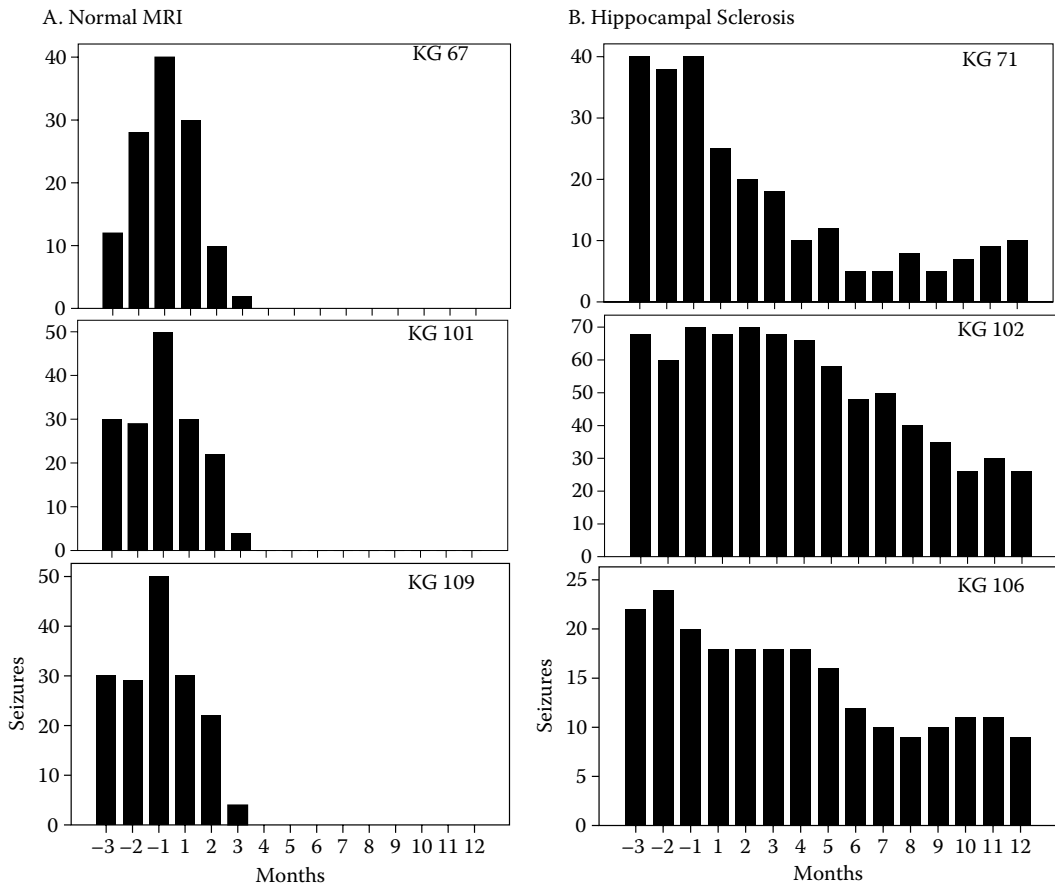 A. Normal MRI
KG 67
40
30
20
10
0
KG 101
50
40
30
20
10
0
KG 109
50
40
30
20
10
0
Seizures
−3 −2 −1 1 2 3 4 5 6 7 8 9 10 11 12
Months
B. Hippocampal Sclerosis
KG 71
40
30
20
10
0
KG 102
70
60
50
40
30
20
10
0
KG 106
25
20
15
10
5
0
Seizures
−3 −2 −1 1 2 3 4 5 6 7 8 9 10 11 12
Months